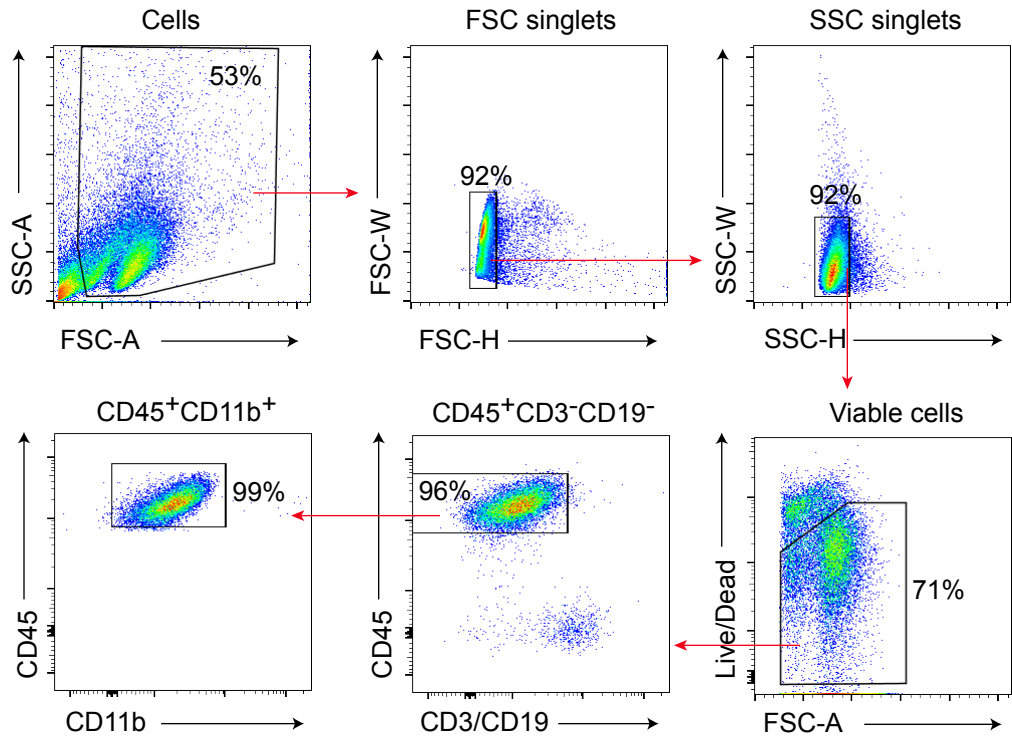 Cells
FSC singlets
SSC singlets
53%
92%
92%
SSC-A
FSC-W
SSC-W
FSC-A
FSC-H
SSC-H
CD45⁺CD11b⁺
CD45⁺CD3⁻CD19⁻
Viable cells
99%
96%
71%
CD45
CD45
Live/Dead
CD11b
CD3/CD19
FSC-A